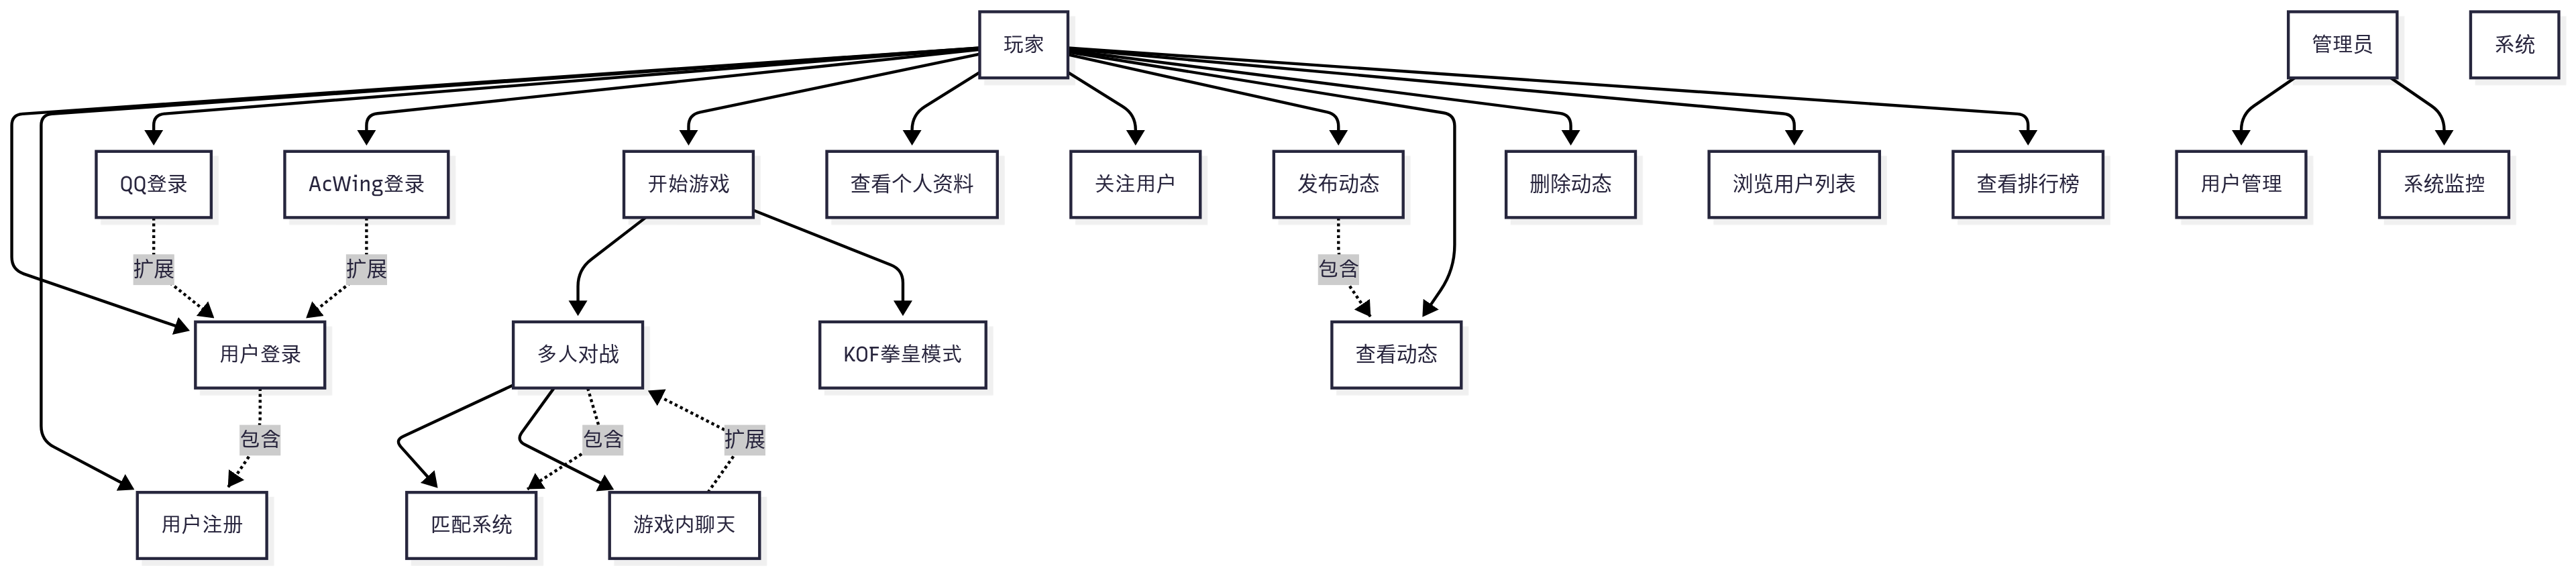 玩家
管理员
系统
QQ登录
AcWing登录
开始游戏
查看个人资料
关注用户
发布动态
删除动态
浏览用户列表
查看排行榜
用户管理
系统监控
扩展
扩展
包含
用户登录
多人对战
KOF拳皇模式
查看动态
包含
包含
扩展
用户注册
匹配系统
游戏内聊天